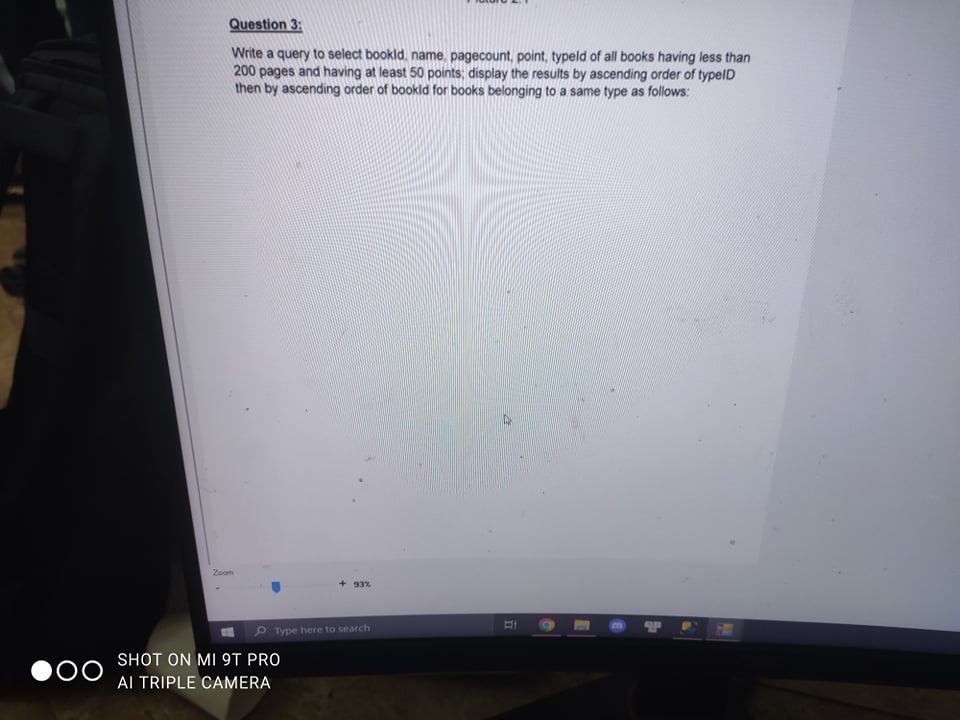 Question 3:
Write a query to select bookId, name, pagecount, point, typeId of all books having less than
200 pages and having at least 50 points; display the results by ascending order of typeID
then by ascending order of bookId for books belonging to a same type as follows:
Zoom
- + 93%
Type here to search
SHOT ON MI 9T PRO
AI TRIPLE CAMERA